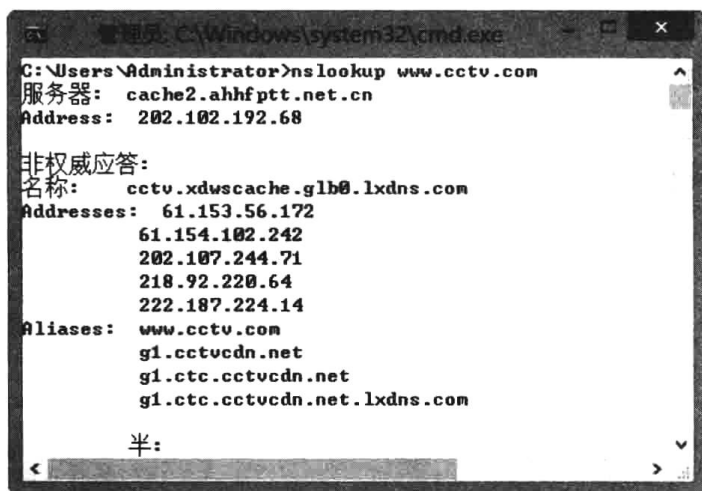 管理员: C:\Windows\system32\cmd.exe
C:\Users\Administrator>nslookup www.cctv.com
服务器:  cache2.ahhfptt.net.cn
Address:  202.102.192.68
非权威应答:
名称:    cctv.xdwscache.glb0.lxdns.com
Addresses:  61.153.56.172
61.154.102.242
202.107.244.71
218.92.220.64
222.187.224.14
Aliases:  www.cctv.com
g1.cctvcdn.net
g1.ctc.cctvcdn.net
g1.ctc.cctvcdn.net.lxdns.com
半: